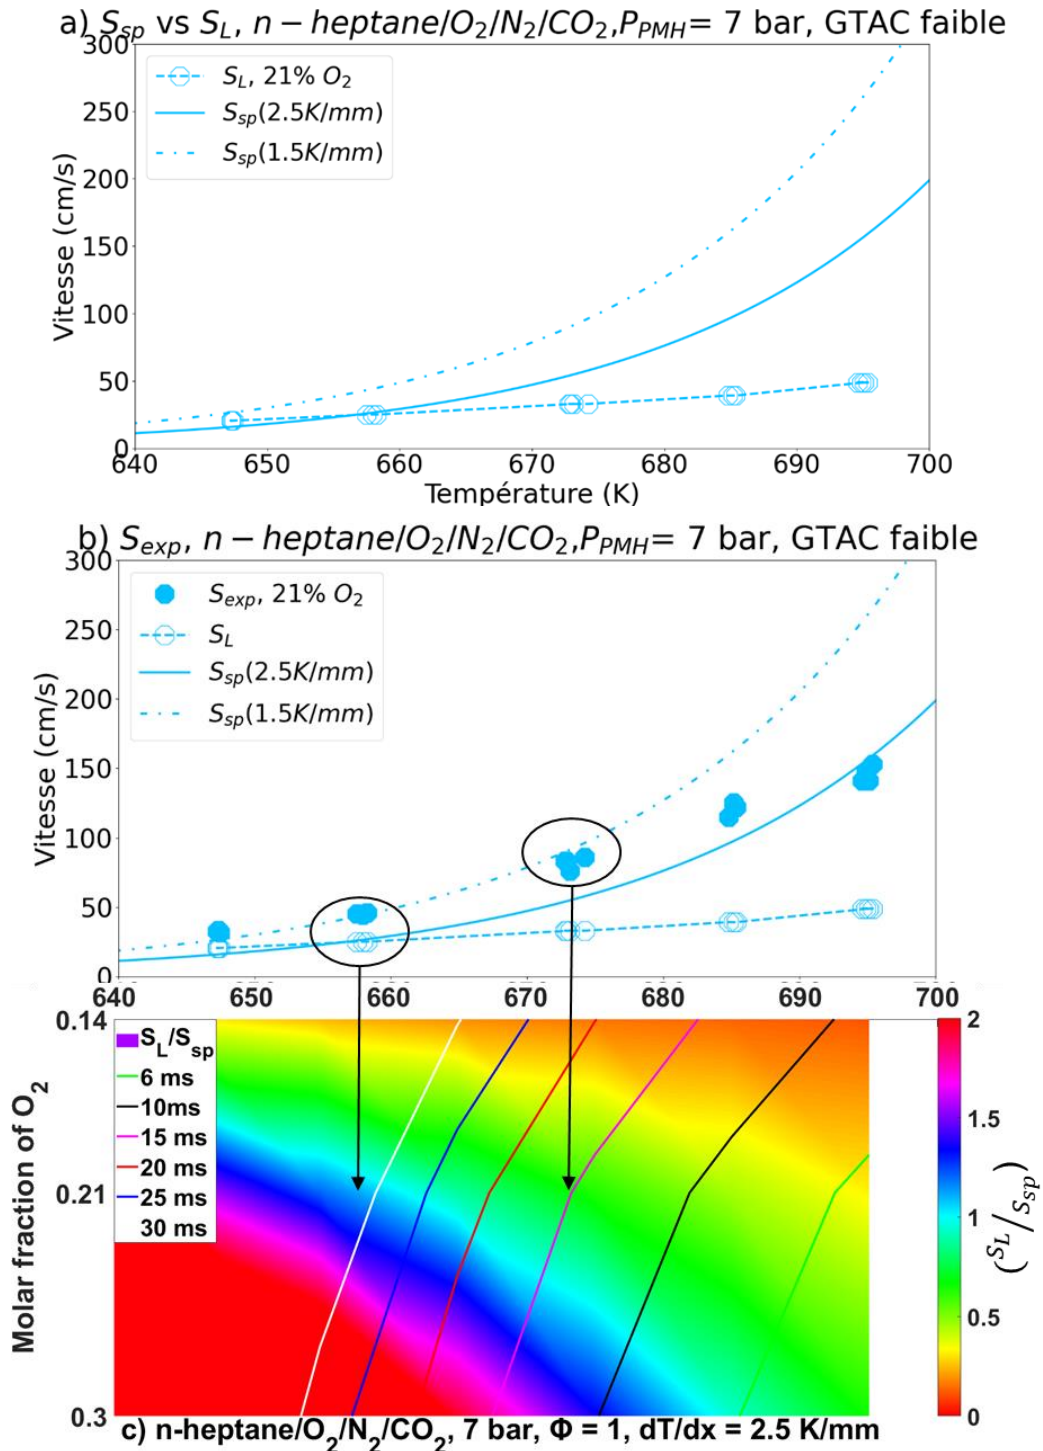 a) S_sp vs S_L, n − heptane/O₂/N₂/CO₂,P_PMH= 7 bar, GTAC faible
300
250
200
150
100
50
0
Vitesse (cm/s)
S_L, 21% O₂
S_sp(2.5K/mm)
S_sp(1.5K/mm)
640 650 660 670 680 690 700
Température (K)
b) S_exp, n − heptane/O₂/N₂/CO₂,P_PMH= 7 bar, GTAC faible
300
250
200
150
100
50
0
Vitesse (cm/s)
S_exp, 21% O₂
S_L
S_sp(2.5K/mm)
S_sp(1.5K/mm)
640 650 660 670 680 690 700
0.14
0.21
0.3
Molar fraction of O₂
S_L/S_sp
6 ms
10ms
15 ms
20 ms
25 ms
30 ms
2
1.5
1
0.5
0
(S_L/S_sp)
c) n-heptane/O₂/N₂/CO₂, 7 bar, Φ = 1, dT/dx = 2.5 K/mm